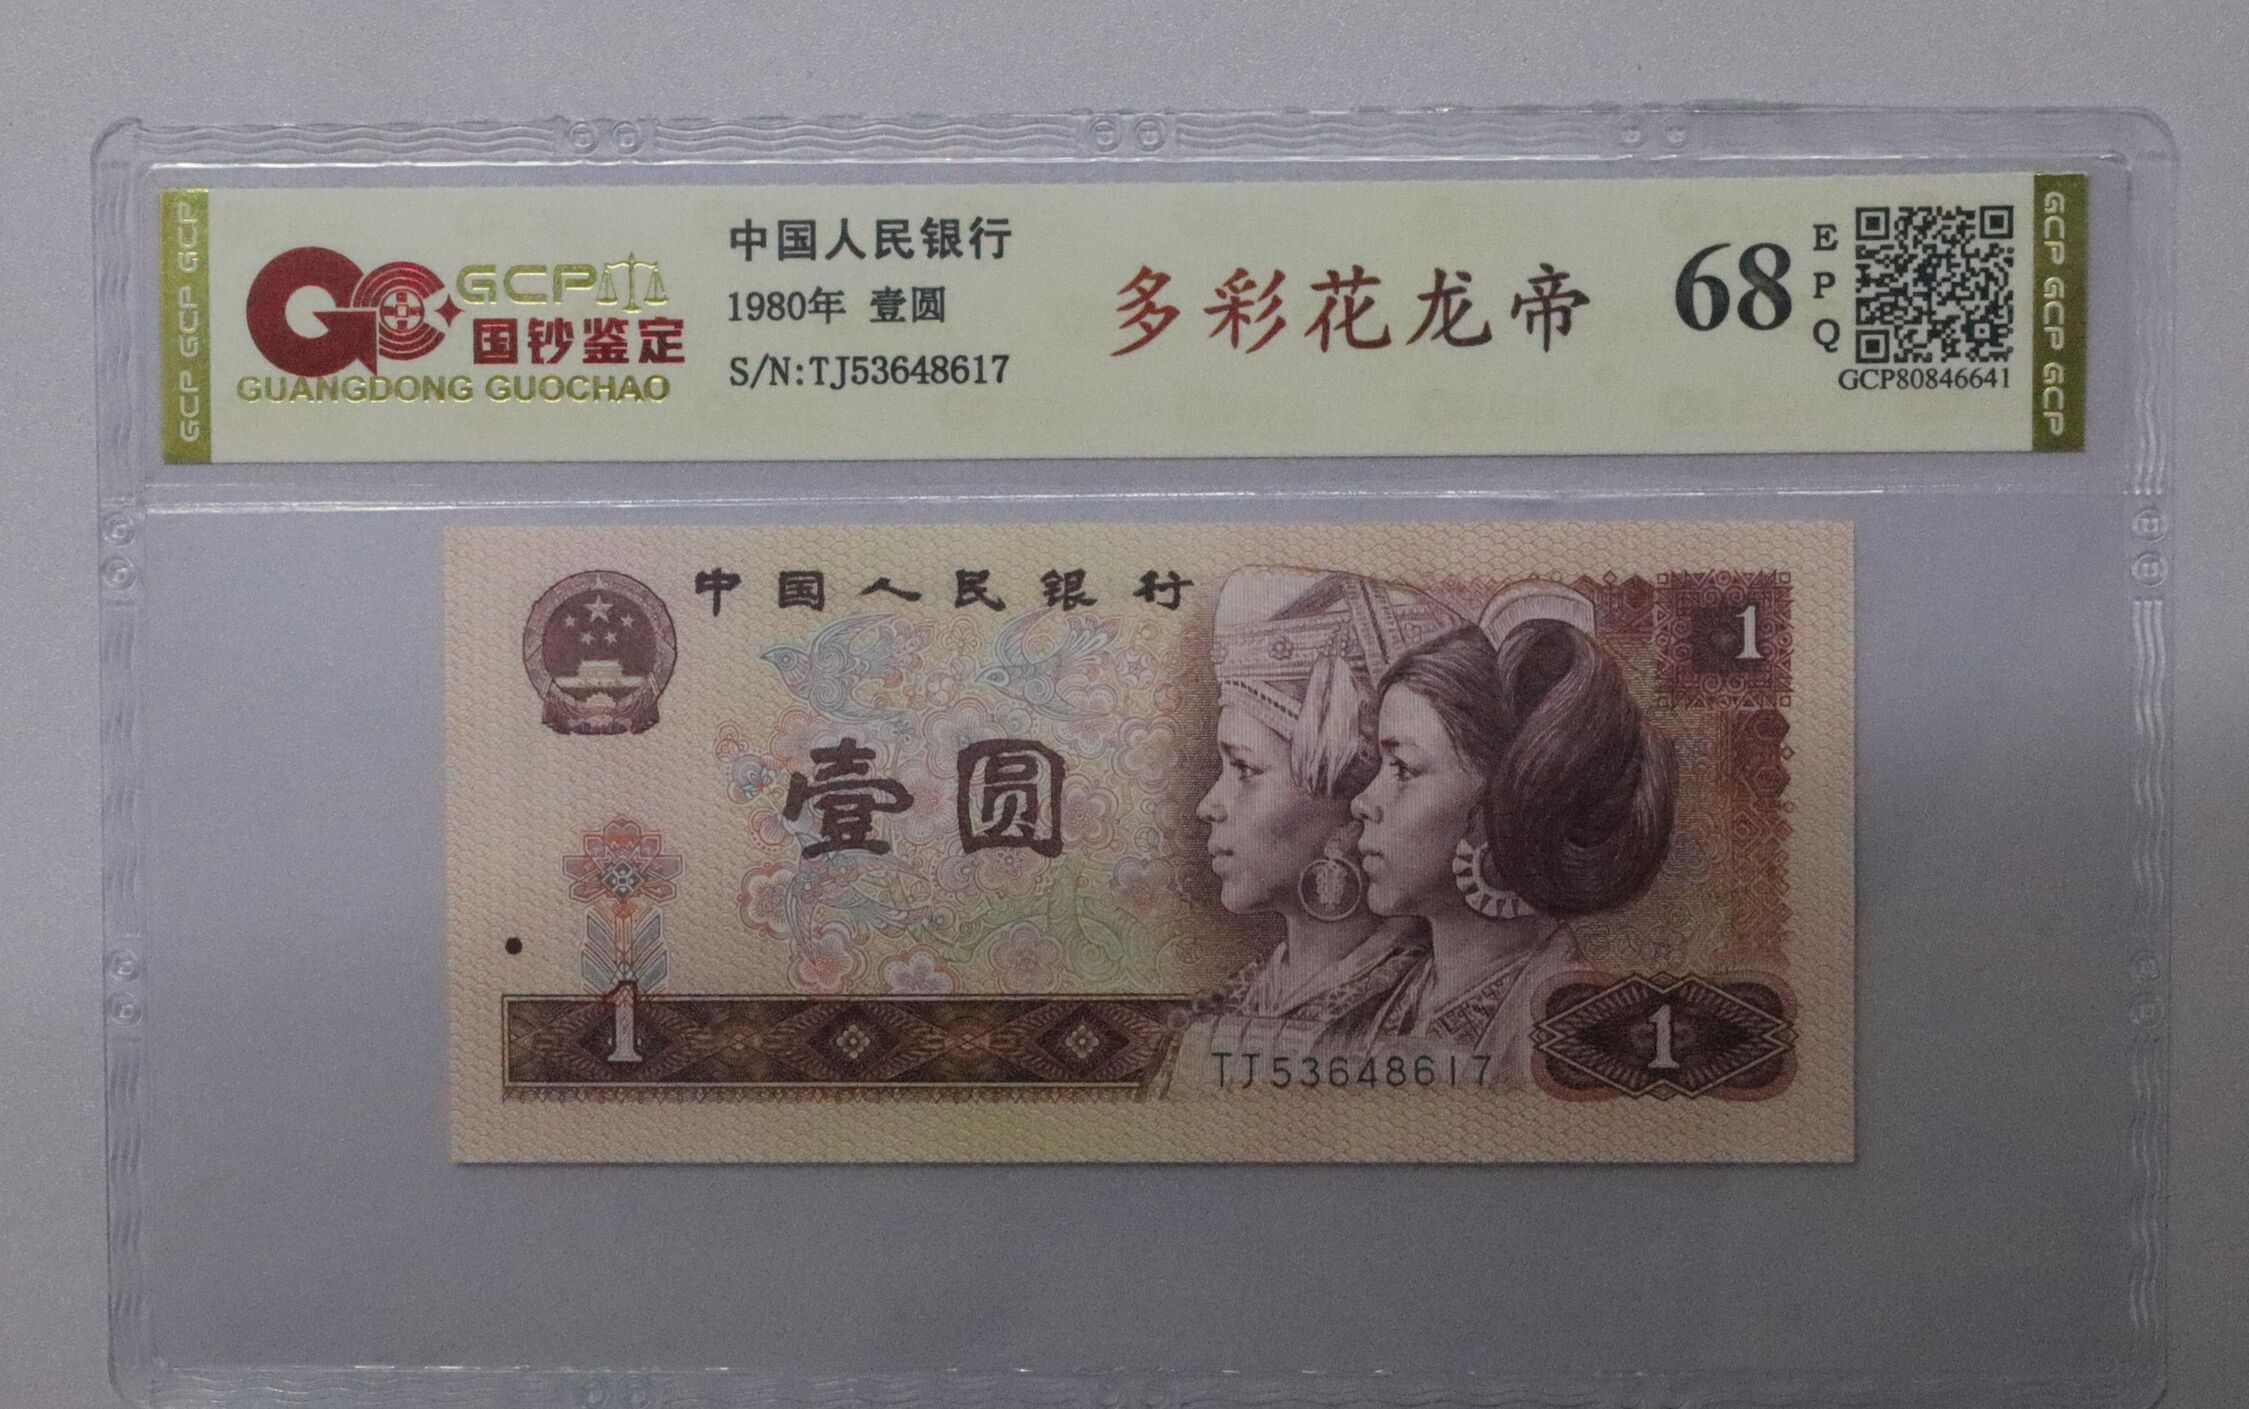 GCP GCP GCP
GCP
国钞鉴定
GUANGDONG GUOCHAO
中国人民银行
1980年 壹圆
S/N:TJ53648617
多彩花龙帝
68
E
P
Q
GCP80846641
GCP GCP GCP
中国人民银行
1
壹圆
1
1
TJ53648617